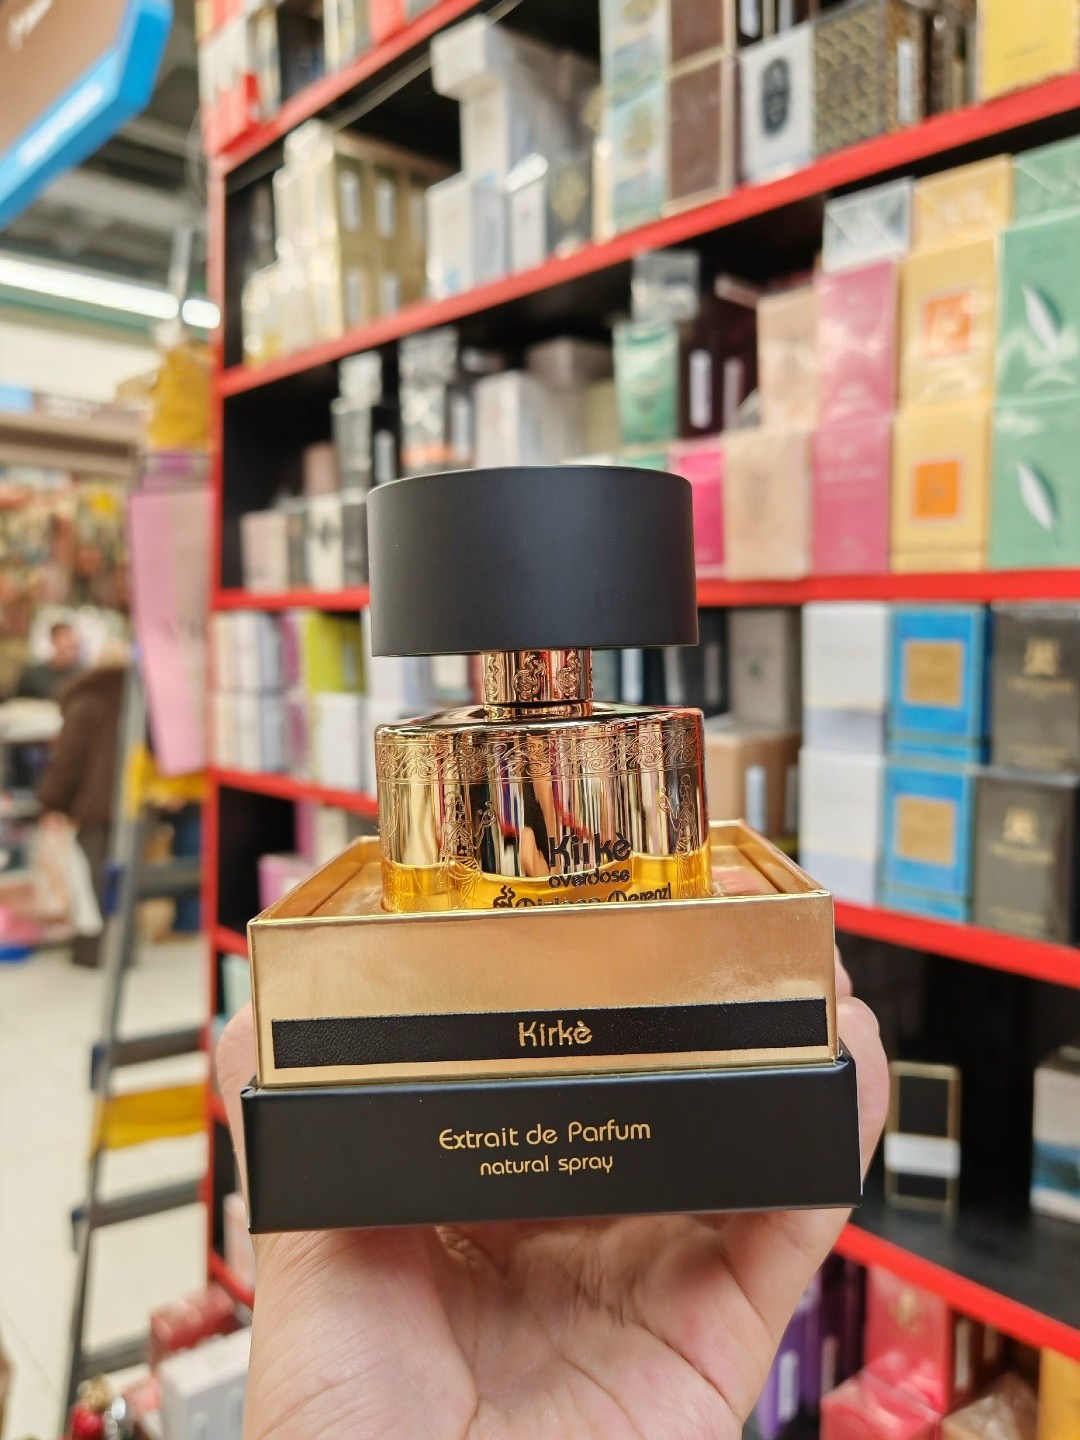 Kirkè
overdose
Kirkè
Extrait de Parfum
natural spray